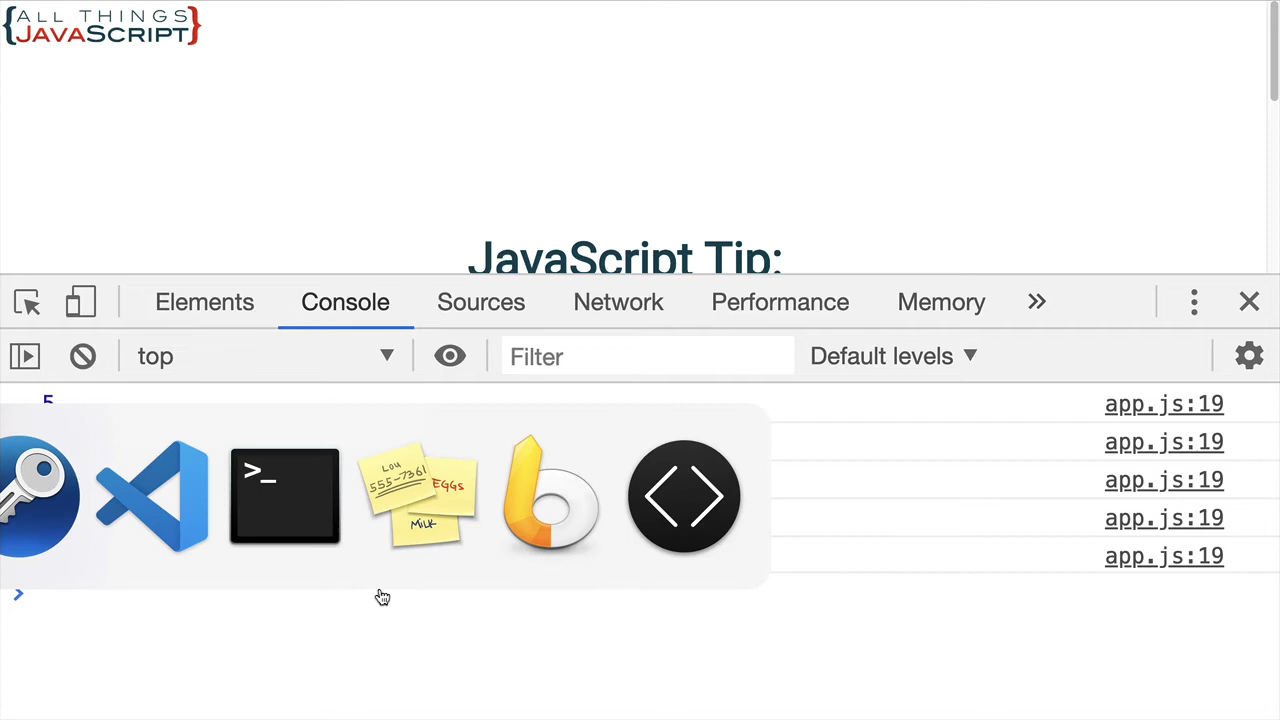 {ALL THINGS
JAVASCRIPT}
JavaScript Tip:
Elements Console Sources Network Performance Memory »
top Filter Default levels
5 app.js:19
app.js:19
app.js:19
app.js:19
app.js:19
>_
LOU
555-7361
EGGS
MILK
>